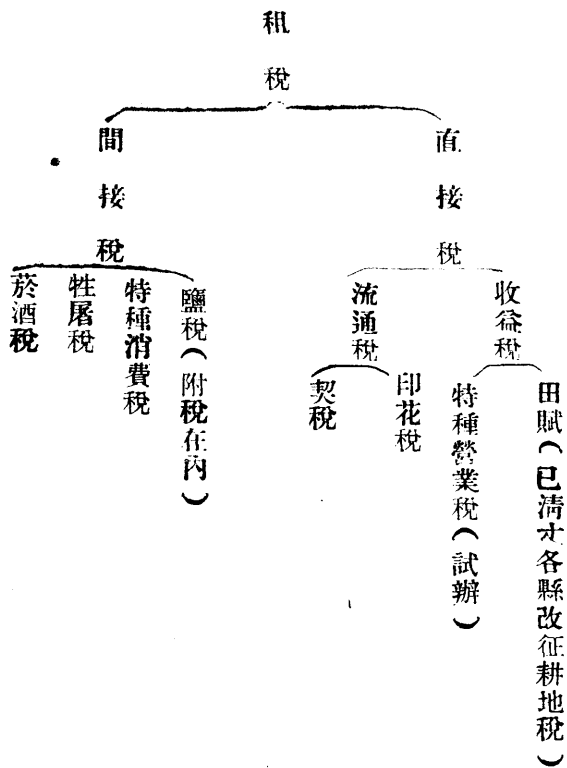 租稅
直接稅
收益稅
田賦(已淸丈各縣改征耕地稅)
特種營業稅(試辦)
流通稅
印花稅
契稅
間接稅
鹽稅(附稅在內)
特種消費稅
牲屠稅
菸酒稅